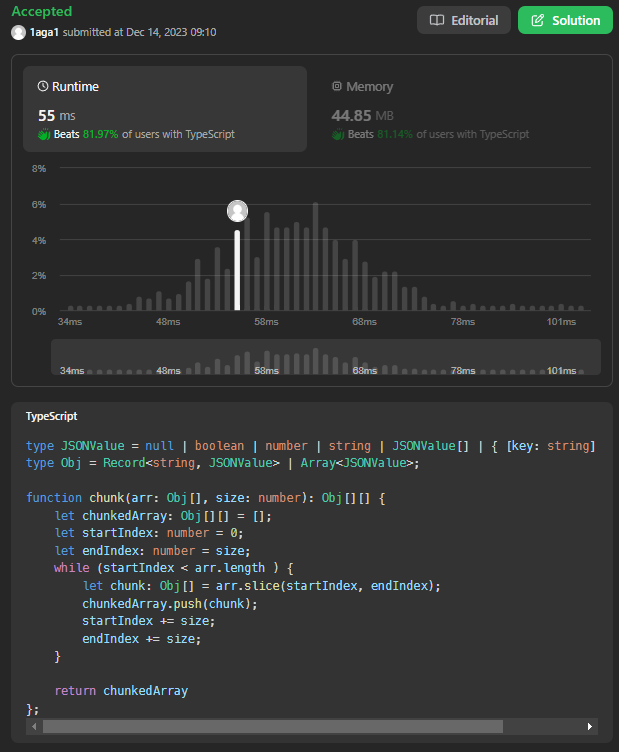 Accepted
Editorial
Solution
1aga1 submitted at Dec 14, 2023 09:10
Runtime
Memory
55 ms
44.85 MB
Beats 81.97% of users with TypeScript
Beats 81.14% of users with TypeScript
8%
6%
4%
2%
0%
34ms 48ms 58ms 68ms 78ms 101ms
34ms 48ms 58ms 68ms 78ms 101ms
TypeScript
type JSONValue = null | boolean | number | string | JSONValue[] | { [key: string]
type Obj = Record<string, JSONValue> | Array<JSONValue>;
function chunk(arr: Obj[], size: number): Obj[][] {
let chunkedArray: Obj[][] = [];
let startIndex: number = 0;
let endIndex: number = size;
while (startIndex < arr.length ) {
let chunk: Obj[] = arr.slice(startIndex, endIndex);
chunkedArray.push(chunk);
startIndex += size;
endIndex += size;
}
return chunkedArray
};